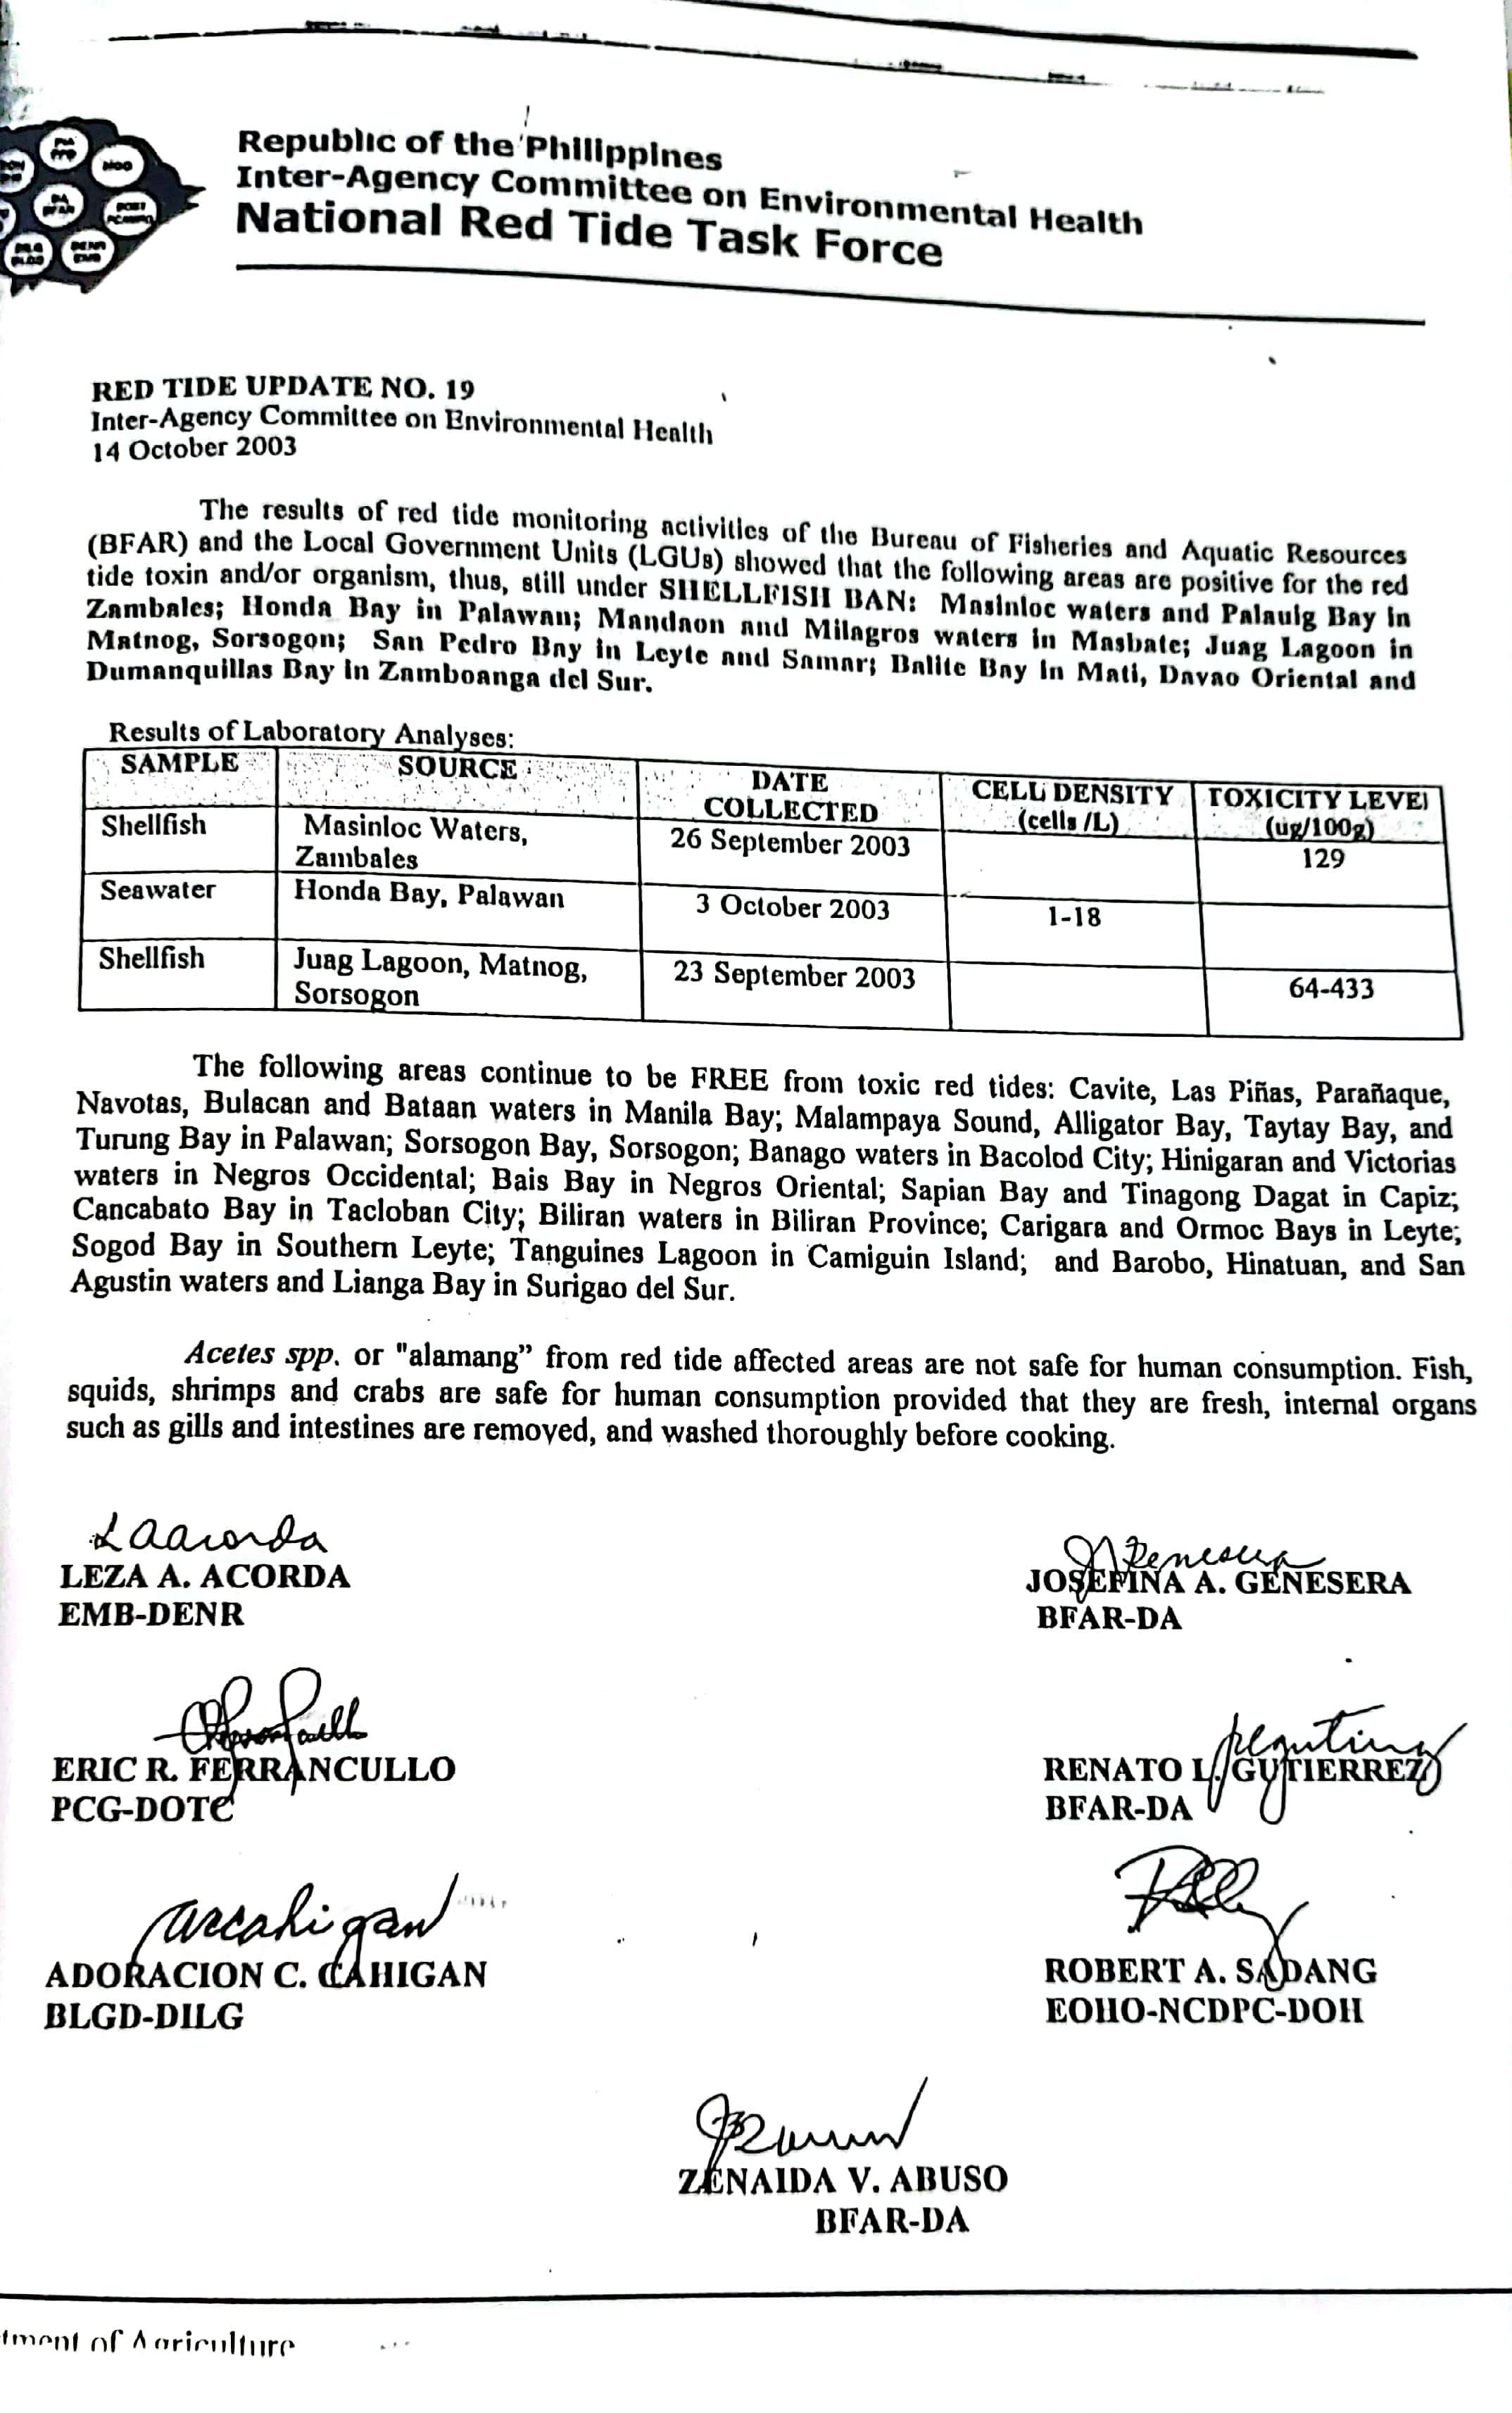 PIA
MOO
DA
BFAR
DOST
DILG
BLGD
DENR
EMB
Republic of the Philippines
Inter-Agency Committee on Environmental Health
National Red Tide Task Force
RED TIDE UPDATE NO. 19
Inter-Agency Committee on Environmental Health
14 October 2003
The results of red tide monitoring activities of the Bureau of Fisheries and Aquatic Resources
(BFAR) and the Local Government Units (LGUs) showed that the following areas are positive for the red
tide toxin and/or organism, thus, still under SHELLFISH BAN: Masinloc waters and Palauig Bay in
Zambales; Honda Bay in Palawan; Mandaon and Milagros waters in Masbate; Juag Lagoon in
Matnog, Sorsogon; San Pedro Bay in Leyte and Samar; Balite Bay in Mati, Davao Oriental and
Dumanquillas Bay in Zamboanga del Sur.
Results of Laboratory Analyses:
SAMPLE SOURCE DATE COLLECTED CELL DENSITY (cells /L) TOXICITY LEVEL (ug/100g)
Shellfish Masinloc Waters, Zambales 26 September 2003 129
Seawater Honda Bay, Palawan 3 October 2003 1-18
Shellfish Juag Lagoon, Matnog, Sorsogon 23 September 2003 64-433
The following areas continue to be FREE from toxic red tides: Cavite, Las Piñas, Parañaque,
Navotas, Bulacan and Bataan waters in Manila Bay; Malampaya Sound, Alligator Bay, Taytay Bay, and
Turung Bay in Palawan; Sorsogon Bay, Sorsogon; Banago waters in Bacolod City; Hinigaran and Victorias
waters in Negros Occidental; Bais Bay in Negros Oriental; Sapian Bay and Tinagong Dagat in Capiz;
Cancabato Bay in Tacloban City; Biliran waters in Biliran Province; Carigara and Ormoc Bays in Leyte;
Sogod Bay in Southern Leyte; Tanguines Lagoon in Camiguin Island; and Barobo, Hinatuan, and San
Agustin waters and Lianga Bay in Surigao del Sur.
Acetes spp. or "alamang” from red tide affected areas are not safe for human consumption. Fish,
squids, shrimps and crabs are safe for human consumption provided that they are fresh, internal organs
such as gills and intestines are removed, and washed thoroughly before cooking.
LEZA A. ACORDA
EMB-DENR
JOSEFINA A. GENESERA
BFAR-DA
ERIC R. FERRANCULLO
PCG-DOTC
RENATO L. GUTIERREZ
BFAR-DA
ADORACION C. CAHIGAN
BLGD-DILG
ROBERT A. SADANG
EOHO-NCDPC-DOH
ZENAIDA V. ABUSO
BFAR-DA
tment of Agriculture